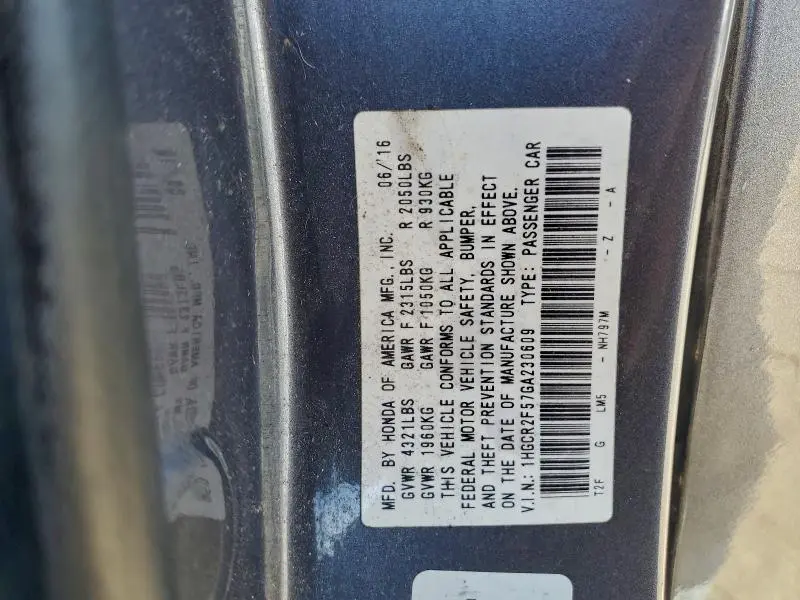 MFD. BY HONDA OF AMERICA MFG., INC. 06/'16
GVWR 4321LBS GAWR F 2315LBS R 2050LBS
GVWR 1960KG GAWR F 1050KG R 930KG
THIS VEHICLE CONFORMS TO ALL APPLICABLE
FEDERAL MOTOR VEHICLE SAFETY, BUMPER,
AND THEFT PREVENTION STANDARDS IN EFFECT
ON THE DATE OF MANUFACTURE SHOWN ABOVE.
V.I.N.: 1HGCR2F57GA230609 TYPE: PASSENGER CAR
T2F G LM5 - NH797M - Z - A